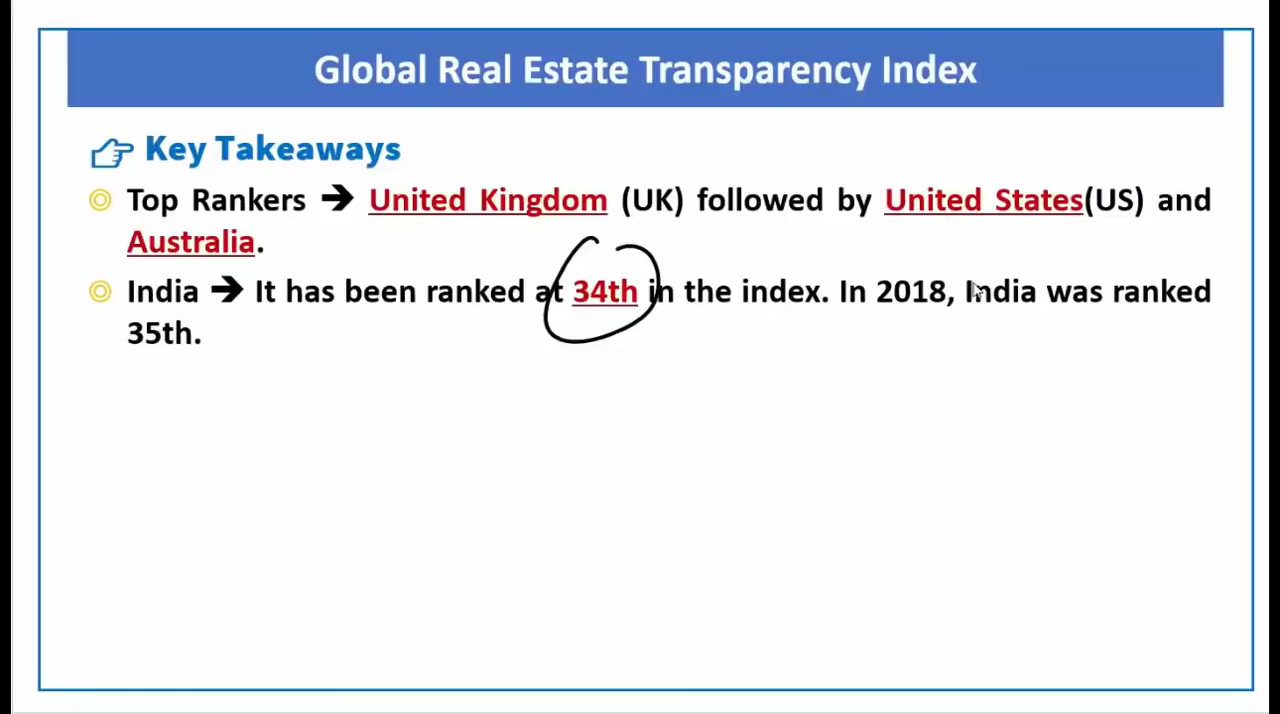 Global Real Estate Transparency Index
Key Takeaways
Top Rankers ➔ United Kingdom (UK) followed by United States(US) and
Australia.
India ➔ It has been ranked at 34th in the index. In 2018, India was ranked
35th.